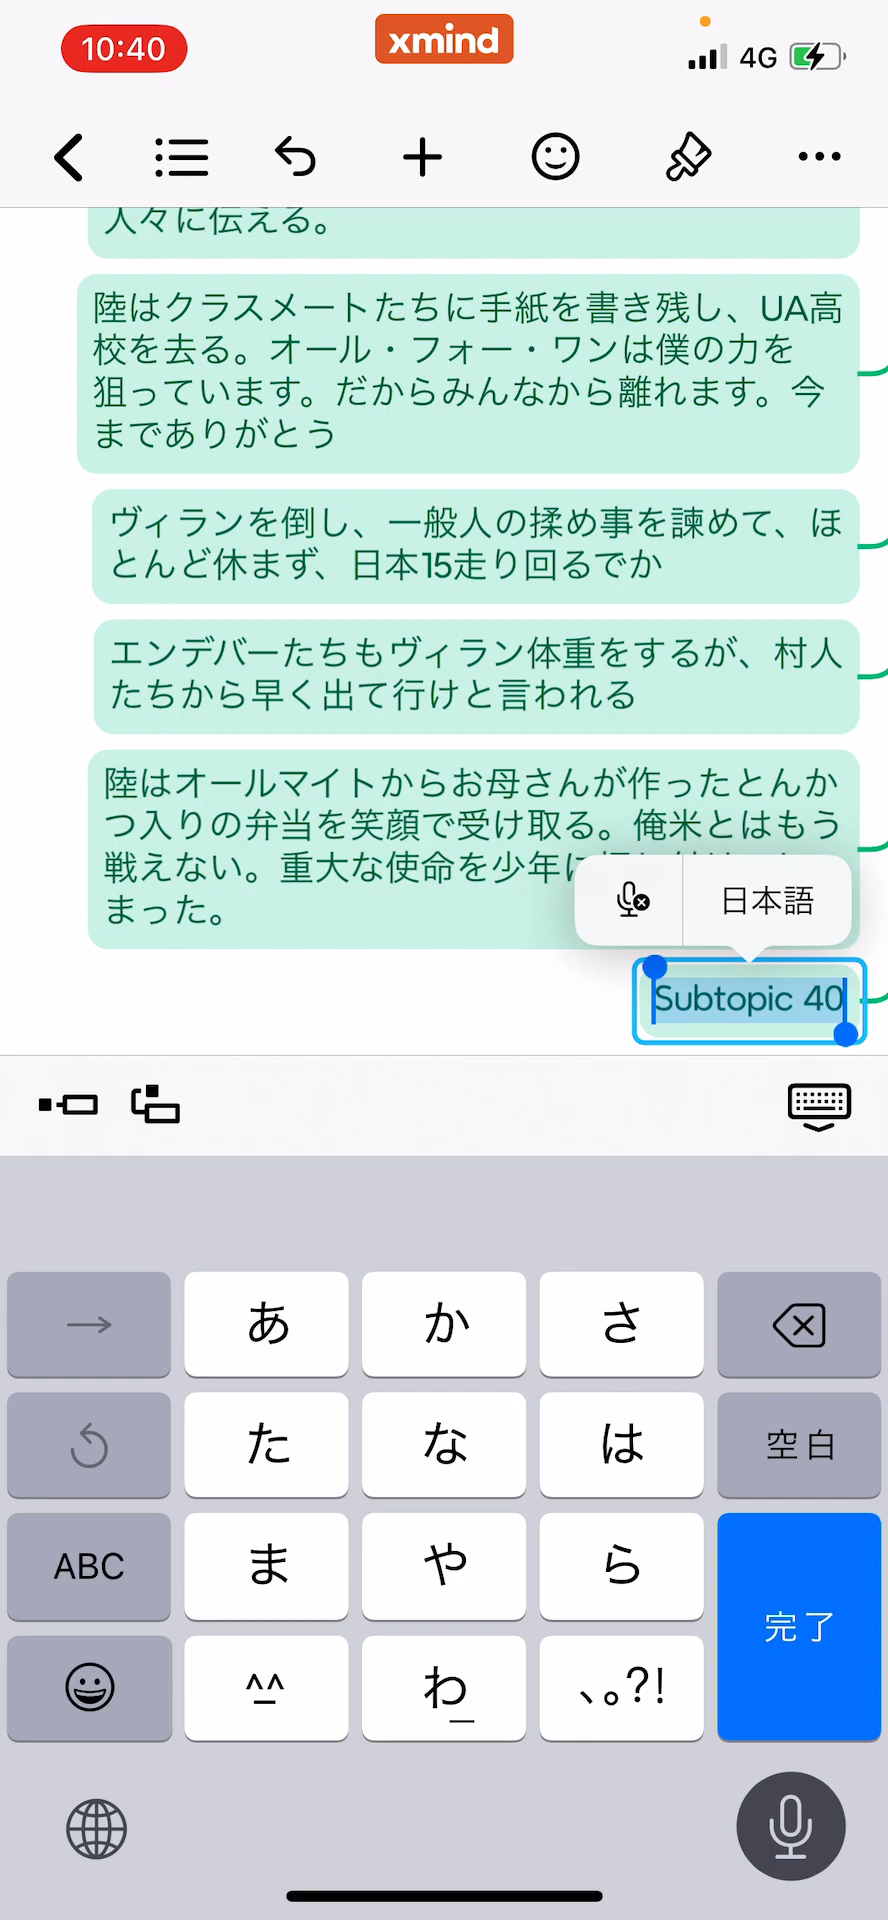 10:40
xmind
4G
人々に伝える。
陸はクラスメートたちに手紙を書き残し、UA高
校を去る。オール・フォー・ワンは僕の力を
狙っています。だからみんなから離れます。今
までありがとう
ヴィランを倒し、一般人の揉め事を諫めて、ほ
とんど休まず、日本15走り回るでか
エンデバーたちもヴィラン体重をするが、村人
たちから早く出て行けと言われる
陸はオールマイトからお母さんが作ったとんか
つ入りの弁当を笑顔で受け取る。俺米とはもう
戦えない。重大な使命を少年に
まった。
日本語
Subtopic 40
→ あ か さ
た な は 空白
ABC ま や ら
完了
^^ わ 、。?!